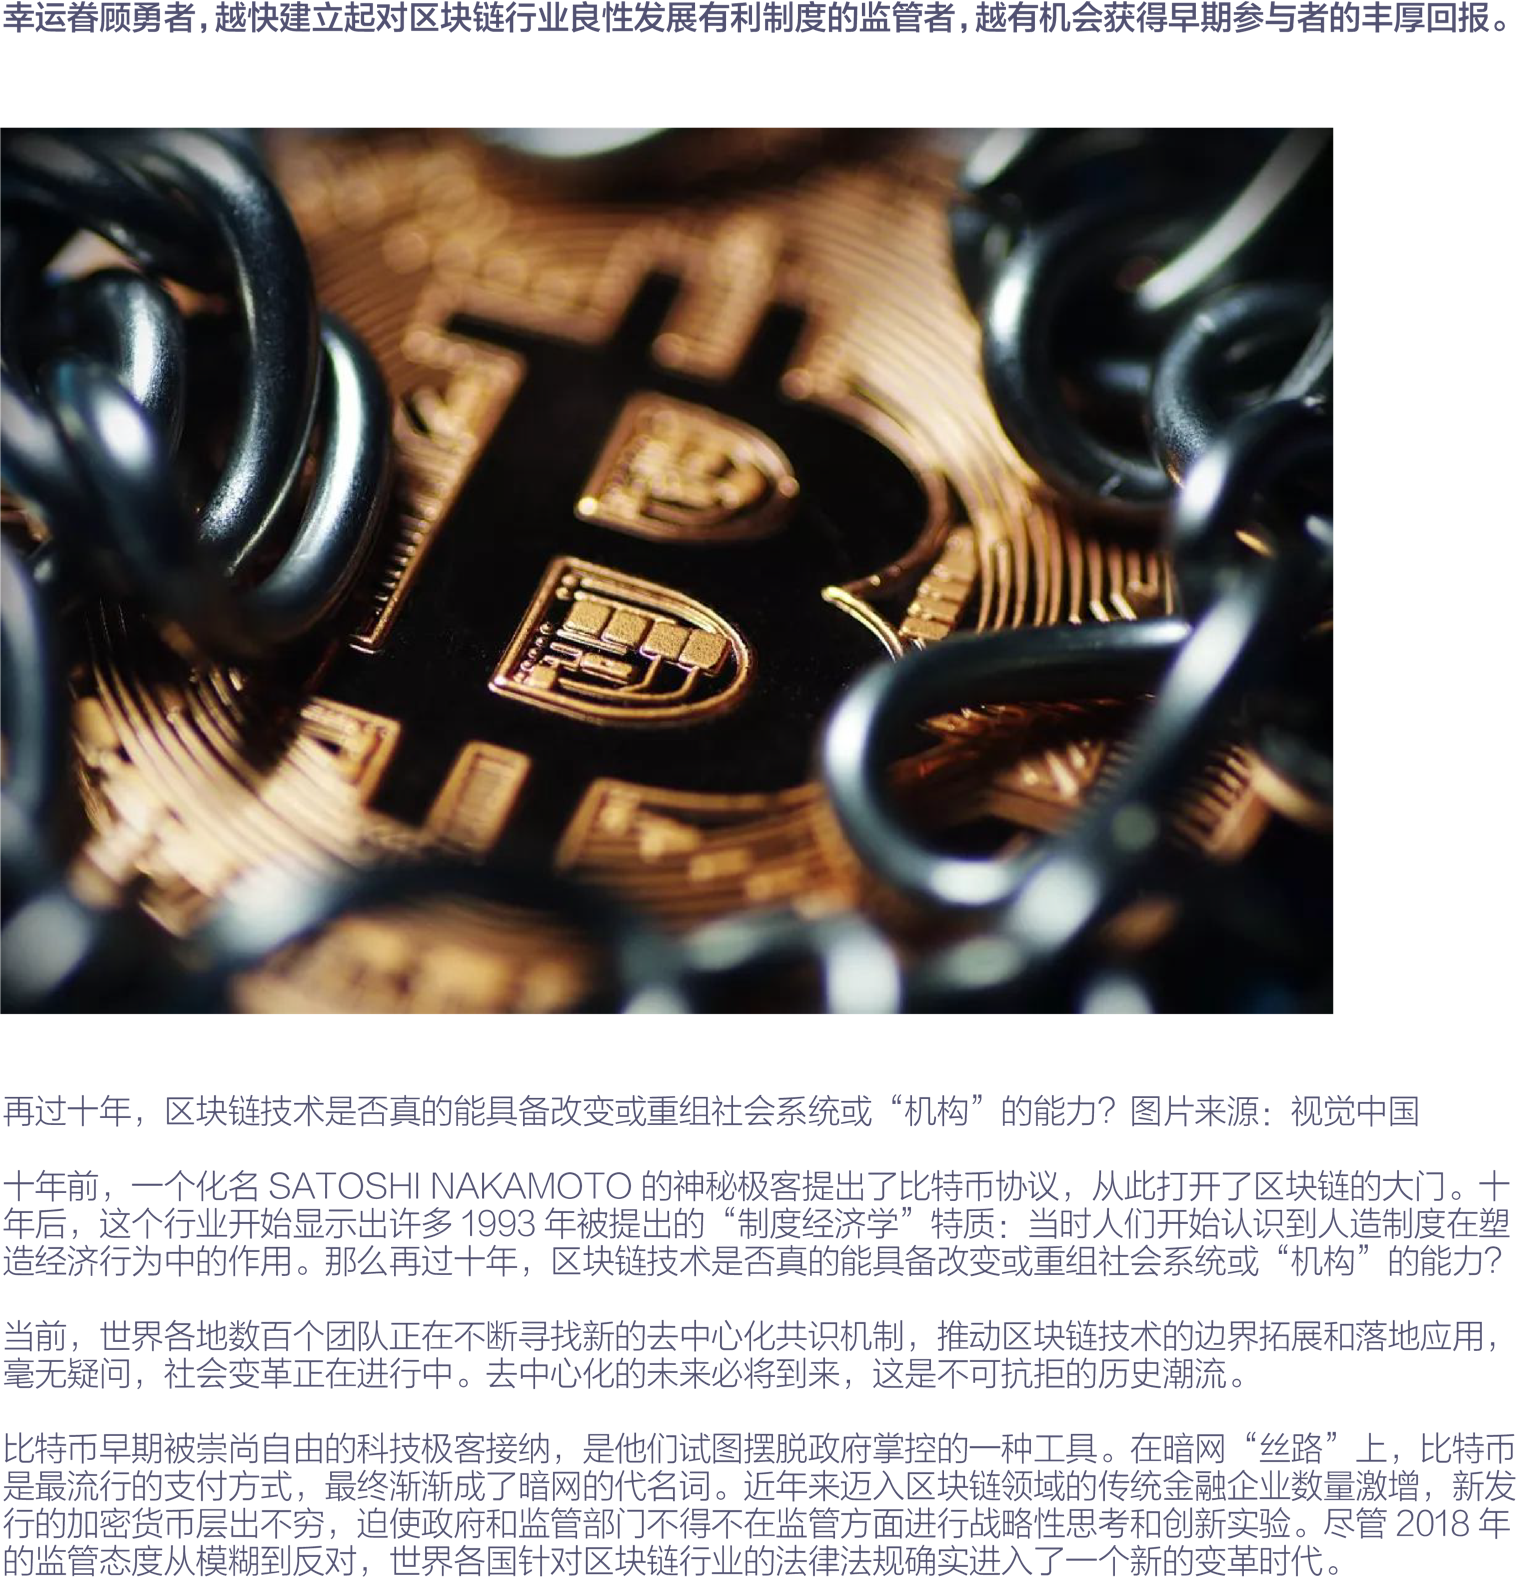 幸运眷顾勇者，越快建立起对区块链行业良性发展有利制度的监管者，越有机会获得早期参与者的丰厚回报。
再过十年，区块链技术是否真的能具备改变或重组社会系统或“机构”的能力？图片来源：视觉中国
十年前，一个化名 SATOSHI NAKAMOTO 的神秘极客提出了比特币协议，从此打开了区块链的大门。十
年后，这个行业开始显示出许多 1993 年被提出的“制度经济学”特质：当时人们开始认识到人造制度在塑
造经济行为中的作用。那么再过十年，区块链技术是否真的能具备改变或重组社会系统或“机构”的能力？
当前，世界各地数百个团队正在不断寻找新的去中心化共识机制，推动区块链技术的边界拓展和落地应用，
毫无疑问，社会变革正在进行中。去中心化的未来必将到来，这是不可抗拒的历史潮流。
比特币早期被崇尚自由的科技极客接纳，是他们试图摆脱政府掌控的一种工具。在暗网“丝路”上，比特币
是最流行的支付方式，最终渐渐成了暗网的代名词。近年来迈入区块链领域的传统金融企业数量激增，新发
行的加密货币层出不穷，迫使政府和监管部门不得不在监管方面进行战略性思考和创新实验。尽管 2018 年
的监管态度从模糊到反对，世界各国针对区块链行业的法律法规确实进入了一个新的变革时代。